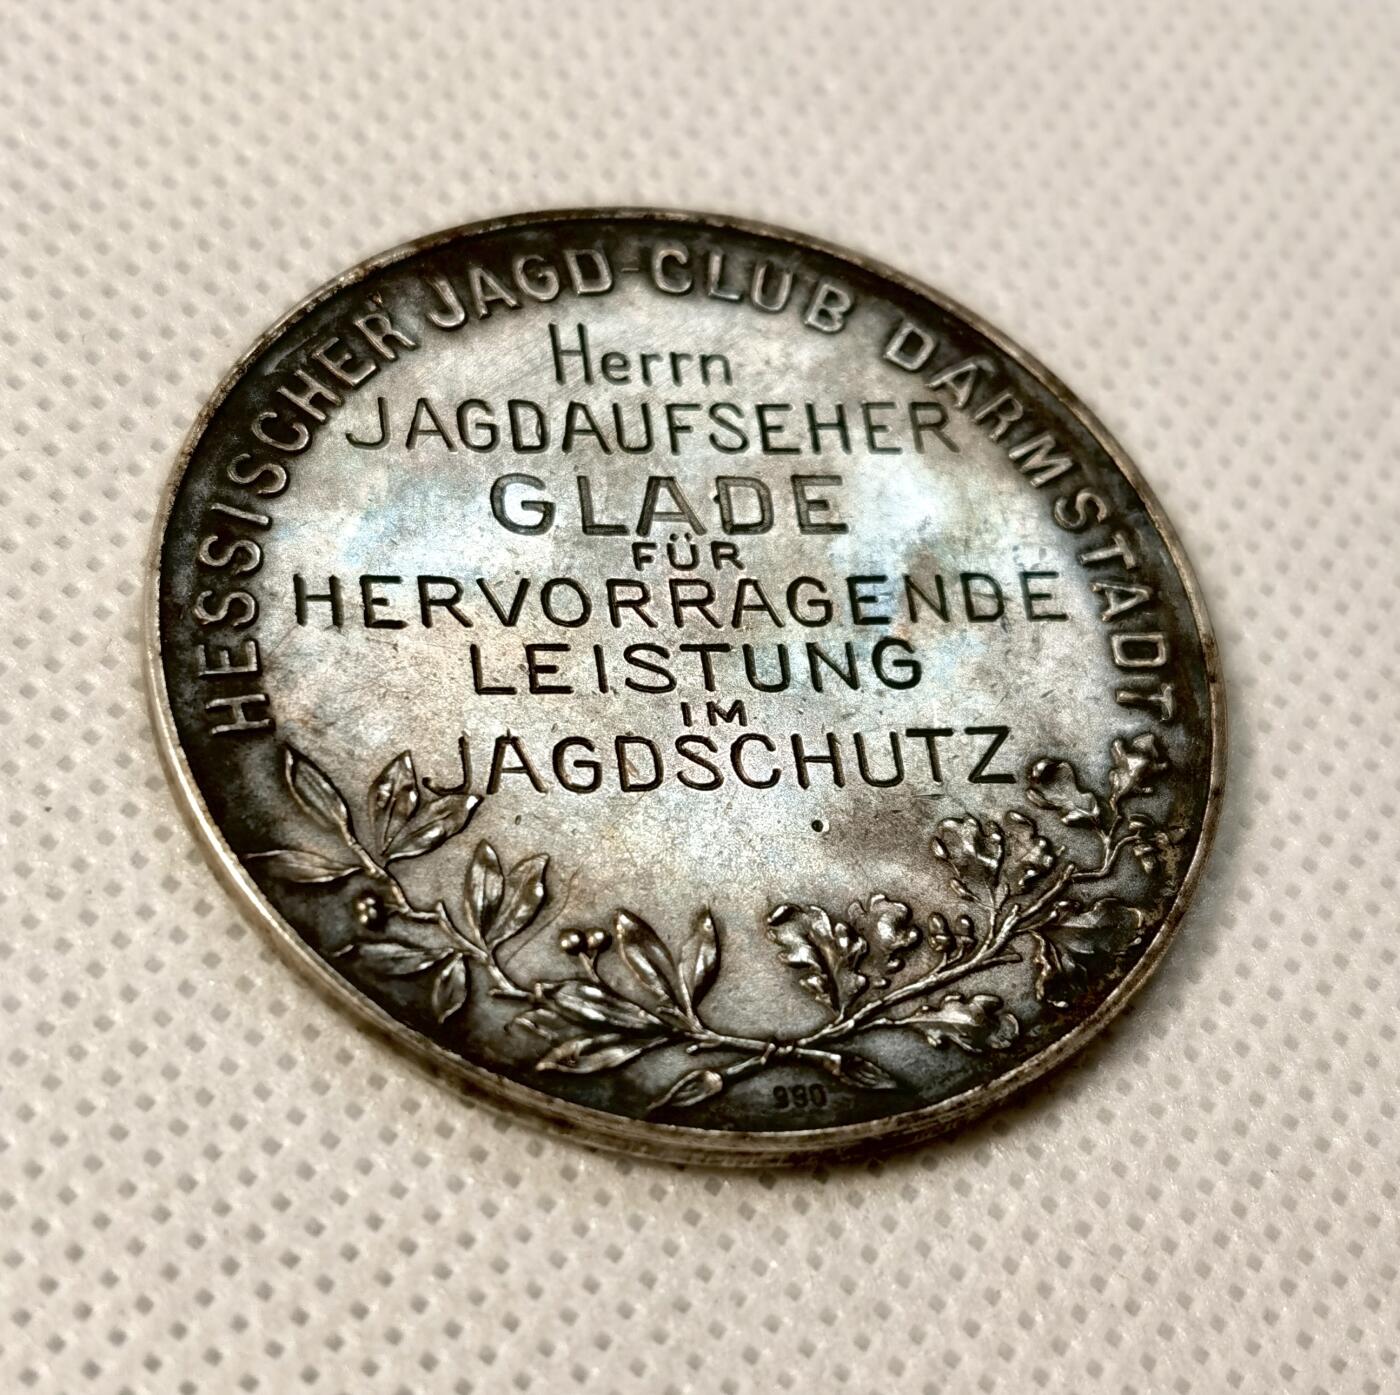 HESSISCHER JAGD-CLUB DARMSTADT
Herrn
JAGDAUFSEHER
GLADE
FÜR
HERVORRAGENDE
LEISTUNG
IM
JAGDSCHUTZ
990